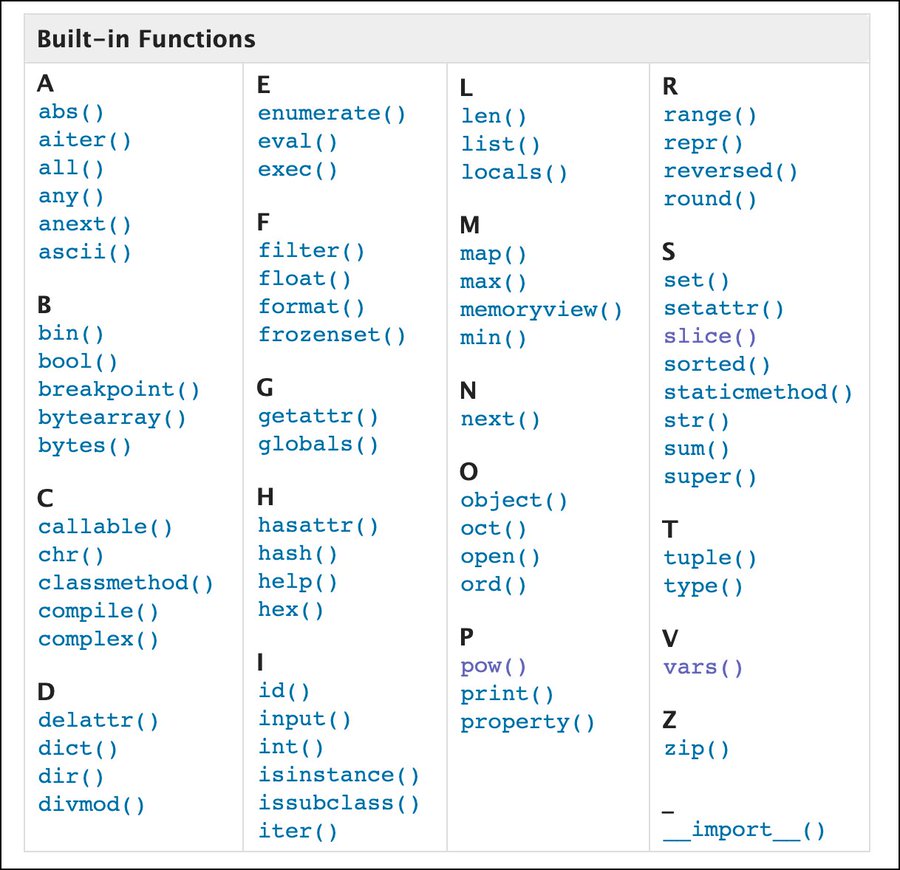 Built-in Functions
A
abs()
aiter()
all()
any()
anext()
ascii()
B
bin()
bool()
breakpoint()
bytearray()
bytes()
C
callable()
chr()
classmethod()
compile()
complex()
D
delattr()
dict()
dir()
divmod()
E
enumerate()
eval()
exec()
F
filter()
float()
format()
frozenset()
G
getattr()
globals()
H
hasattr()
hash()
help()
hex()
I
id()
input()
int()
isinstance()
issubclass()
iter()
L
len()
list()
locals()
M
map()
max()
memoryview()
min()
N
next()
O
object()
oct()
open()
ord()
P
pow()
print()
property()
R
range()
repr()
reversed()
round()
S
set()
setattr()
slice()
sorted()
staticmethod()
str()
sum()
super()
T
tuple()
type()
V
vars()
Z
zip()
_
__import__()